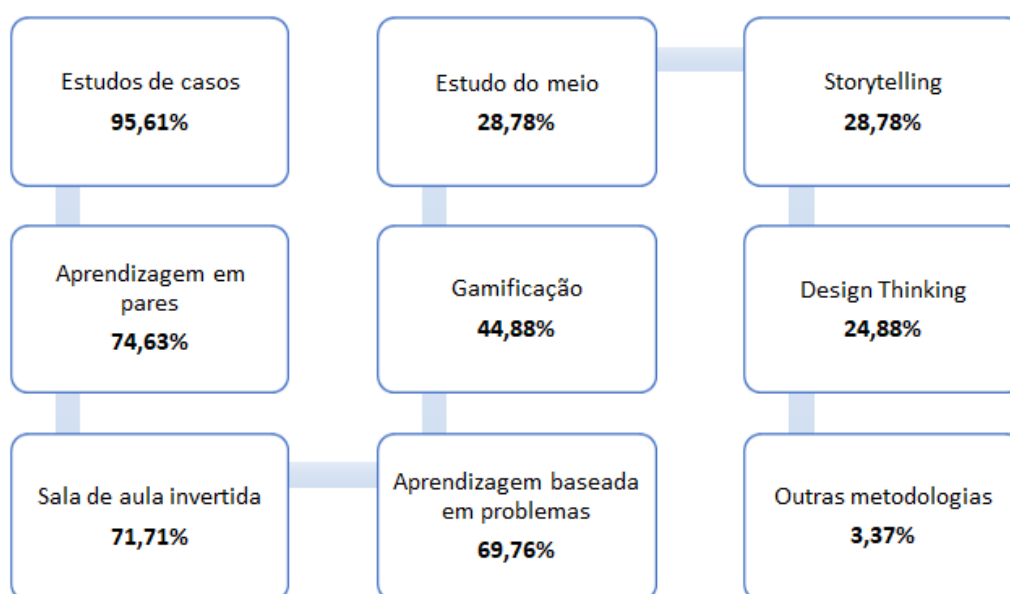 Estudos de casos
95,61%
Aprendizagem em
pares
74,63%
Sala de aula invertida
71,71%
Aprendizagem baseada
em problemas
69,76%
Gamificação
44,88%
Estudo do meio
28,78%
Storytelling
28,78%
Design Thinking
24,88%
Outras metodologias
3,37%